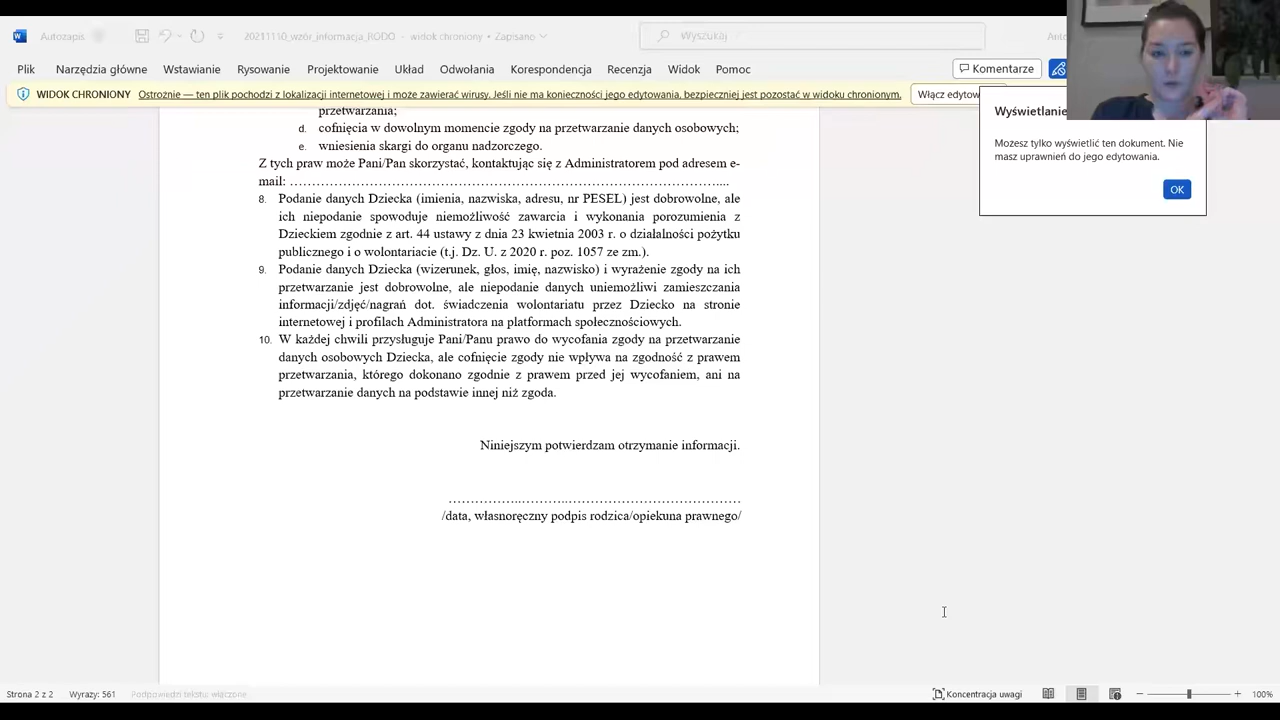 Autozapis
20211110_wzór_informacja_RODO - widok chroniony • Zapisano
Wyszukaj
Plik Narzędzia główne Wstawianie Rysowanie Projektowanie Układ Odwołania Korespondencja Recenzja Widok Pomoc Komentarze
WIDOK CHRONIONY Ostrożnie — ten plik pochodzi z lokalizacji internetowej i może zawierać wirusy. Jeśli nie ma konieczności jego edytowania, bezpieczniej jest pozostać w widoku chronionym. Włącz edytow
Wyświetlanie
Możesz tylko wyświetlić ten dokument. Nie
masz uprawnień do jego edytowania.
OK
przetwarzania;
d. cofnięcia w dowolnym momencie zgody na przetwarzanie danych osobowych;
e. wniesienia skargi do organu nadzorczego.
Z tych praw może Pani/Pan skorzystać, kontaktując się z Administratorem pod adresem e-
mail: ……………………………………………………………………………………....
8. Podanie danych Dziecka (imienia, nazwiska, adresu, nr PESEL) jest dobrowolne, ale
ich niepodanie spowoduje niemożliwość zawarcia i wykonania porozumienia z
Dzieckiem zgodnie z art. 44 ustawy z dnia 23 kwietnia 2003 r. o działalności pożytku
publicznego i o wolontariacie (t.j. Dz. U. z 2020 r. poz. 1057 ze zm.).
9. Podanie danych Dziecka (wizerunek, głos, imię, nazwisko) i wyrażenie zgody na ich
przetwarzanie jest dobrowolne, ale niepodanie danych uniemożliwi zamieszczania
informacji/zdjęć/nagrań dot. świadczenia wolontariatu przez Dziecko na stronie
internetowej i profilach Administratora na platformach społecznościowych.
10. W każdej chwili przysługuje Pani/Panu prawo do wycofania zgody na przetwarzanie
danych osobowych Dziecka, ale cofnięcie zgody nie wpływa na zgodność z prawem
przetwarzania, którego dokonano zgodnie z prawem przed jej wycofaniem, ani na
przetwarzanie danych na podstawie innej niż zgoda.
Niniejszym potwierdzam otrzymanie informacji.
……………..………..…………………………………
/data, własnoręczny podpis rodzica/opiekuna prawnego/
Strona 2 z 2 Wyrazy: 561 Podpowiedzi tekstu: włączone Koncentracja uwagi 100%